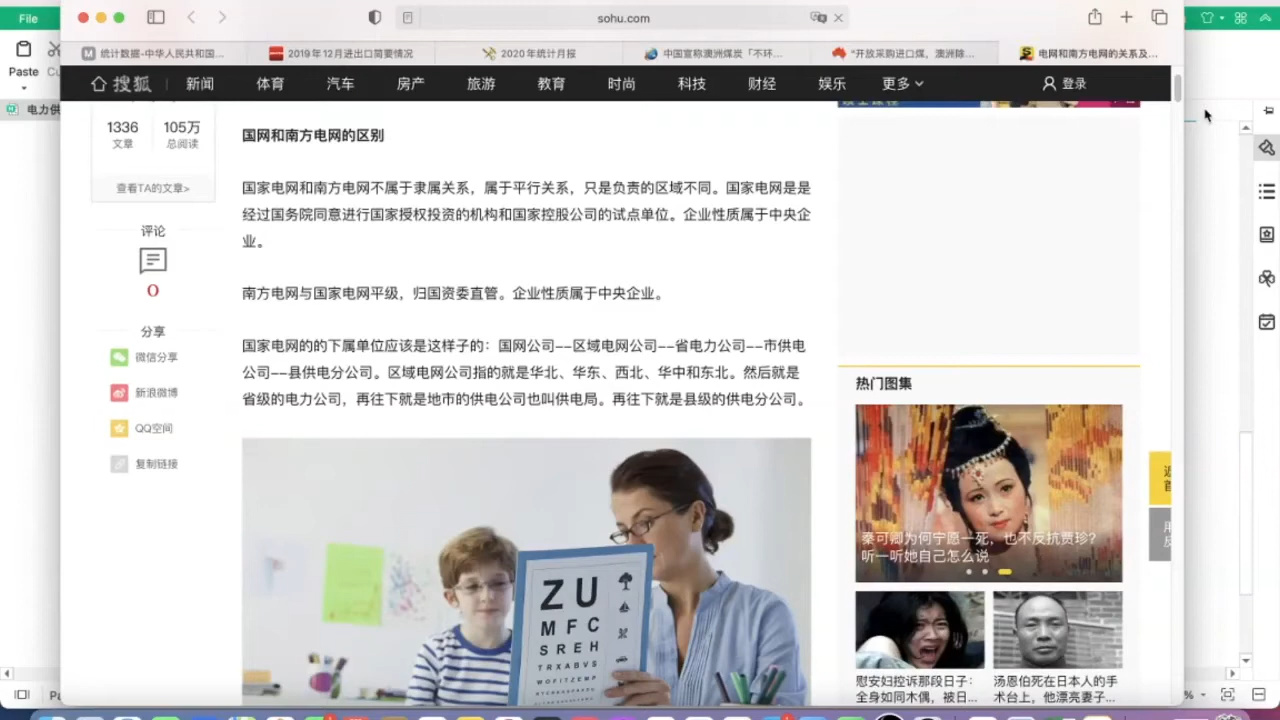 File
sohu.com
Paste
统计数据-中华人民共和国...
2019年12月进出口简要情况
2020年统计月报
中国宣称澳洲煤炭「不环...
"开放采购进口煤，澳洲除...
电网和南方电网的关系及...
搜狐
新闻
体育
汽车
房产
旅游
教育
时尚
科技
财经
娱乐
更多
登录
电力供
1336
文章
105万
总阅读
查看TA的文章>
评论
0
分享
微信分享
新浪微博
QQ空间
复制链接
国网和南方电网的区别
国家电网和南方电网不属于隶属关系，属于平行关系，只是负责的区域不同。国家电网是是
经过国务院同意进行国家授权投资的机构和国家控股公司的试点单位。企业性质属于中央企
业。
南方电网与国家电网平级，归国资委直管。企业性质属于中央企业。
国家电网的的下属单位应该是这样子的：国网公司--区域电网公司--省电力公司--市供电
公司--县供电分公司。区域电网公司指的就是华北、华东、西北、华中和东北。然后就是
省级的电力公司，再往下就是地市的供电公司也叫供电局。再往下就是县级的供电分公司。
ZU
MFC
SREH
TRXABVS
热门图集
秦可卿为何宁愿一死，也不反抗贾珍？
听一听她自己怎么说
慰安妇控诉那段日子：
全身如同木偶，被日...
汤恩伯死在日本人的手
术台上，他漂亮妻子...